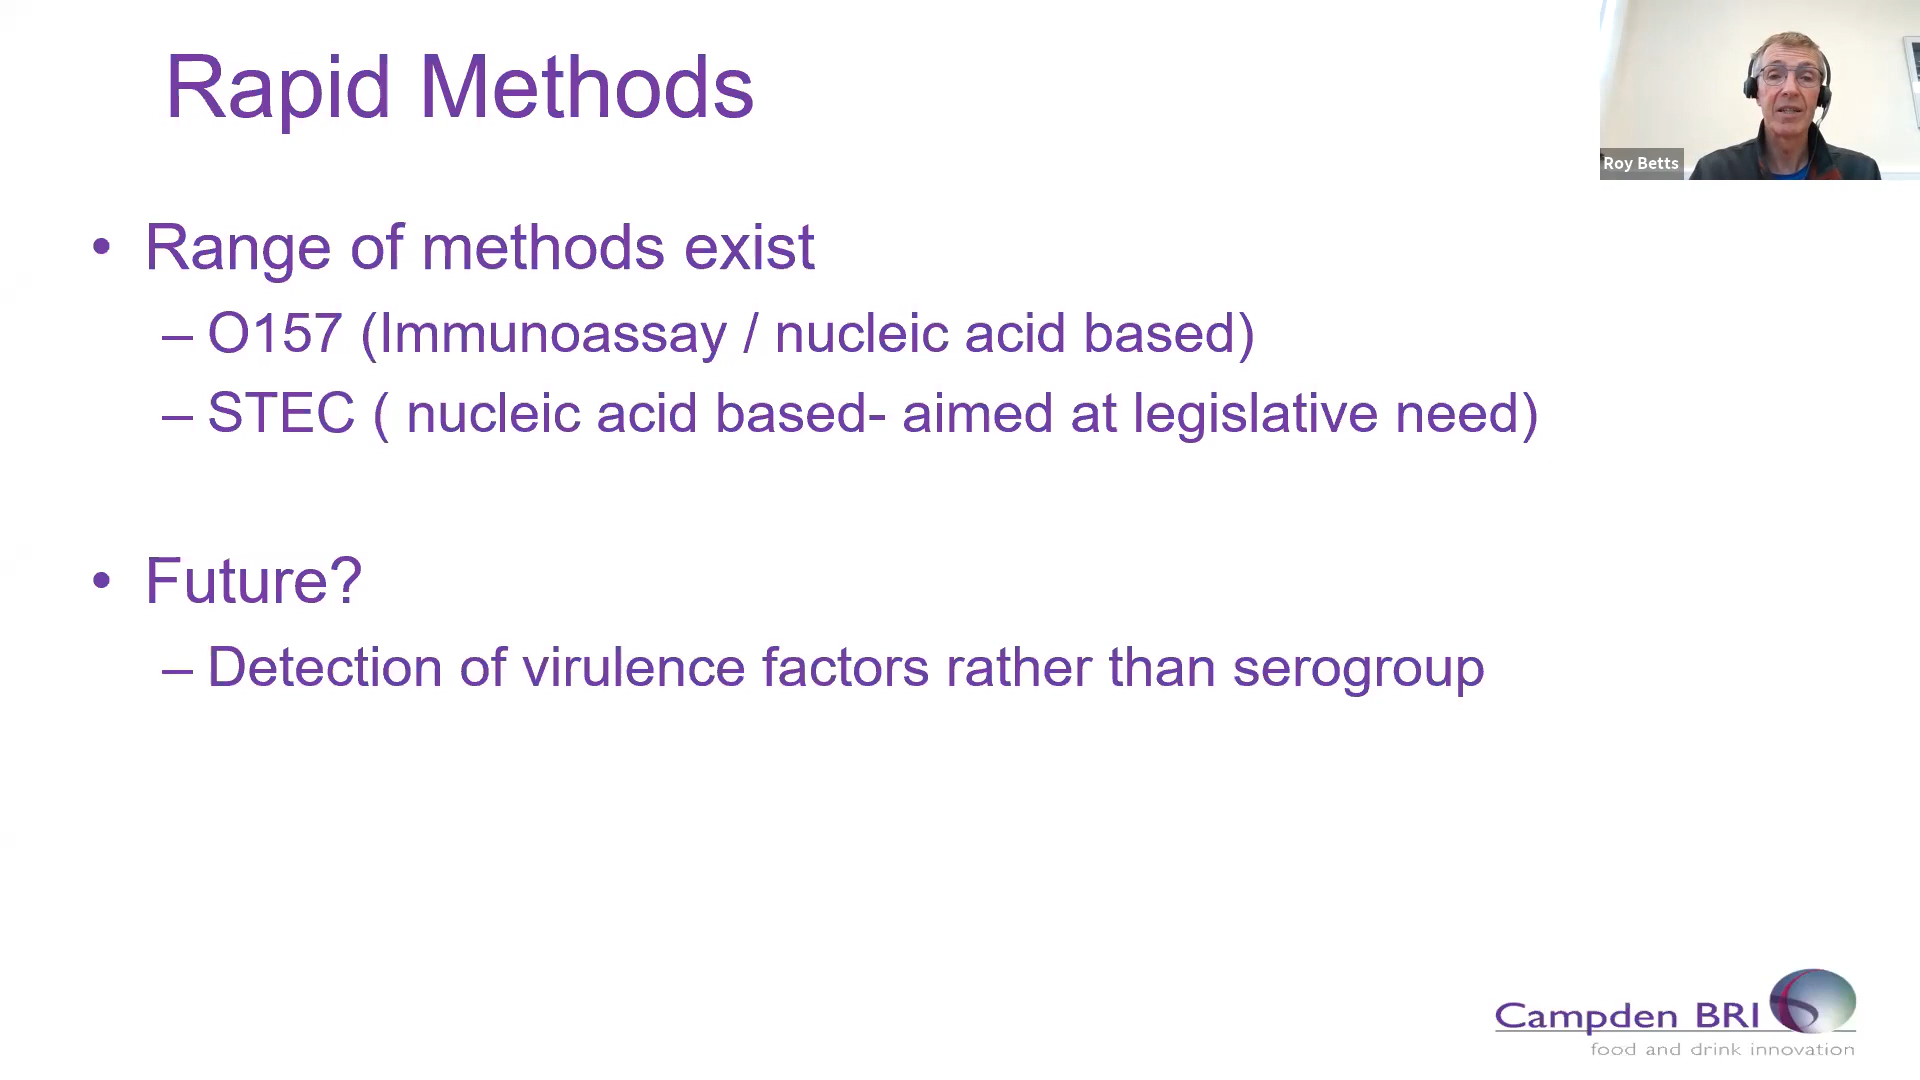 Rapid Methods
Roy Betts
• Range of methods exist
– O157 (Immunoassay / nucleic acid based)
– STEC ( nucleic acid based- aimed at legislative need)
• Future?
– Detection of virulence factors rather than serogroup
Campden BRI
food and drink innovation